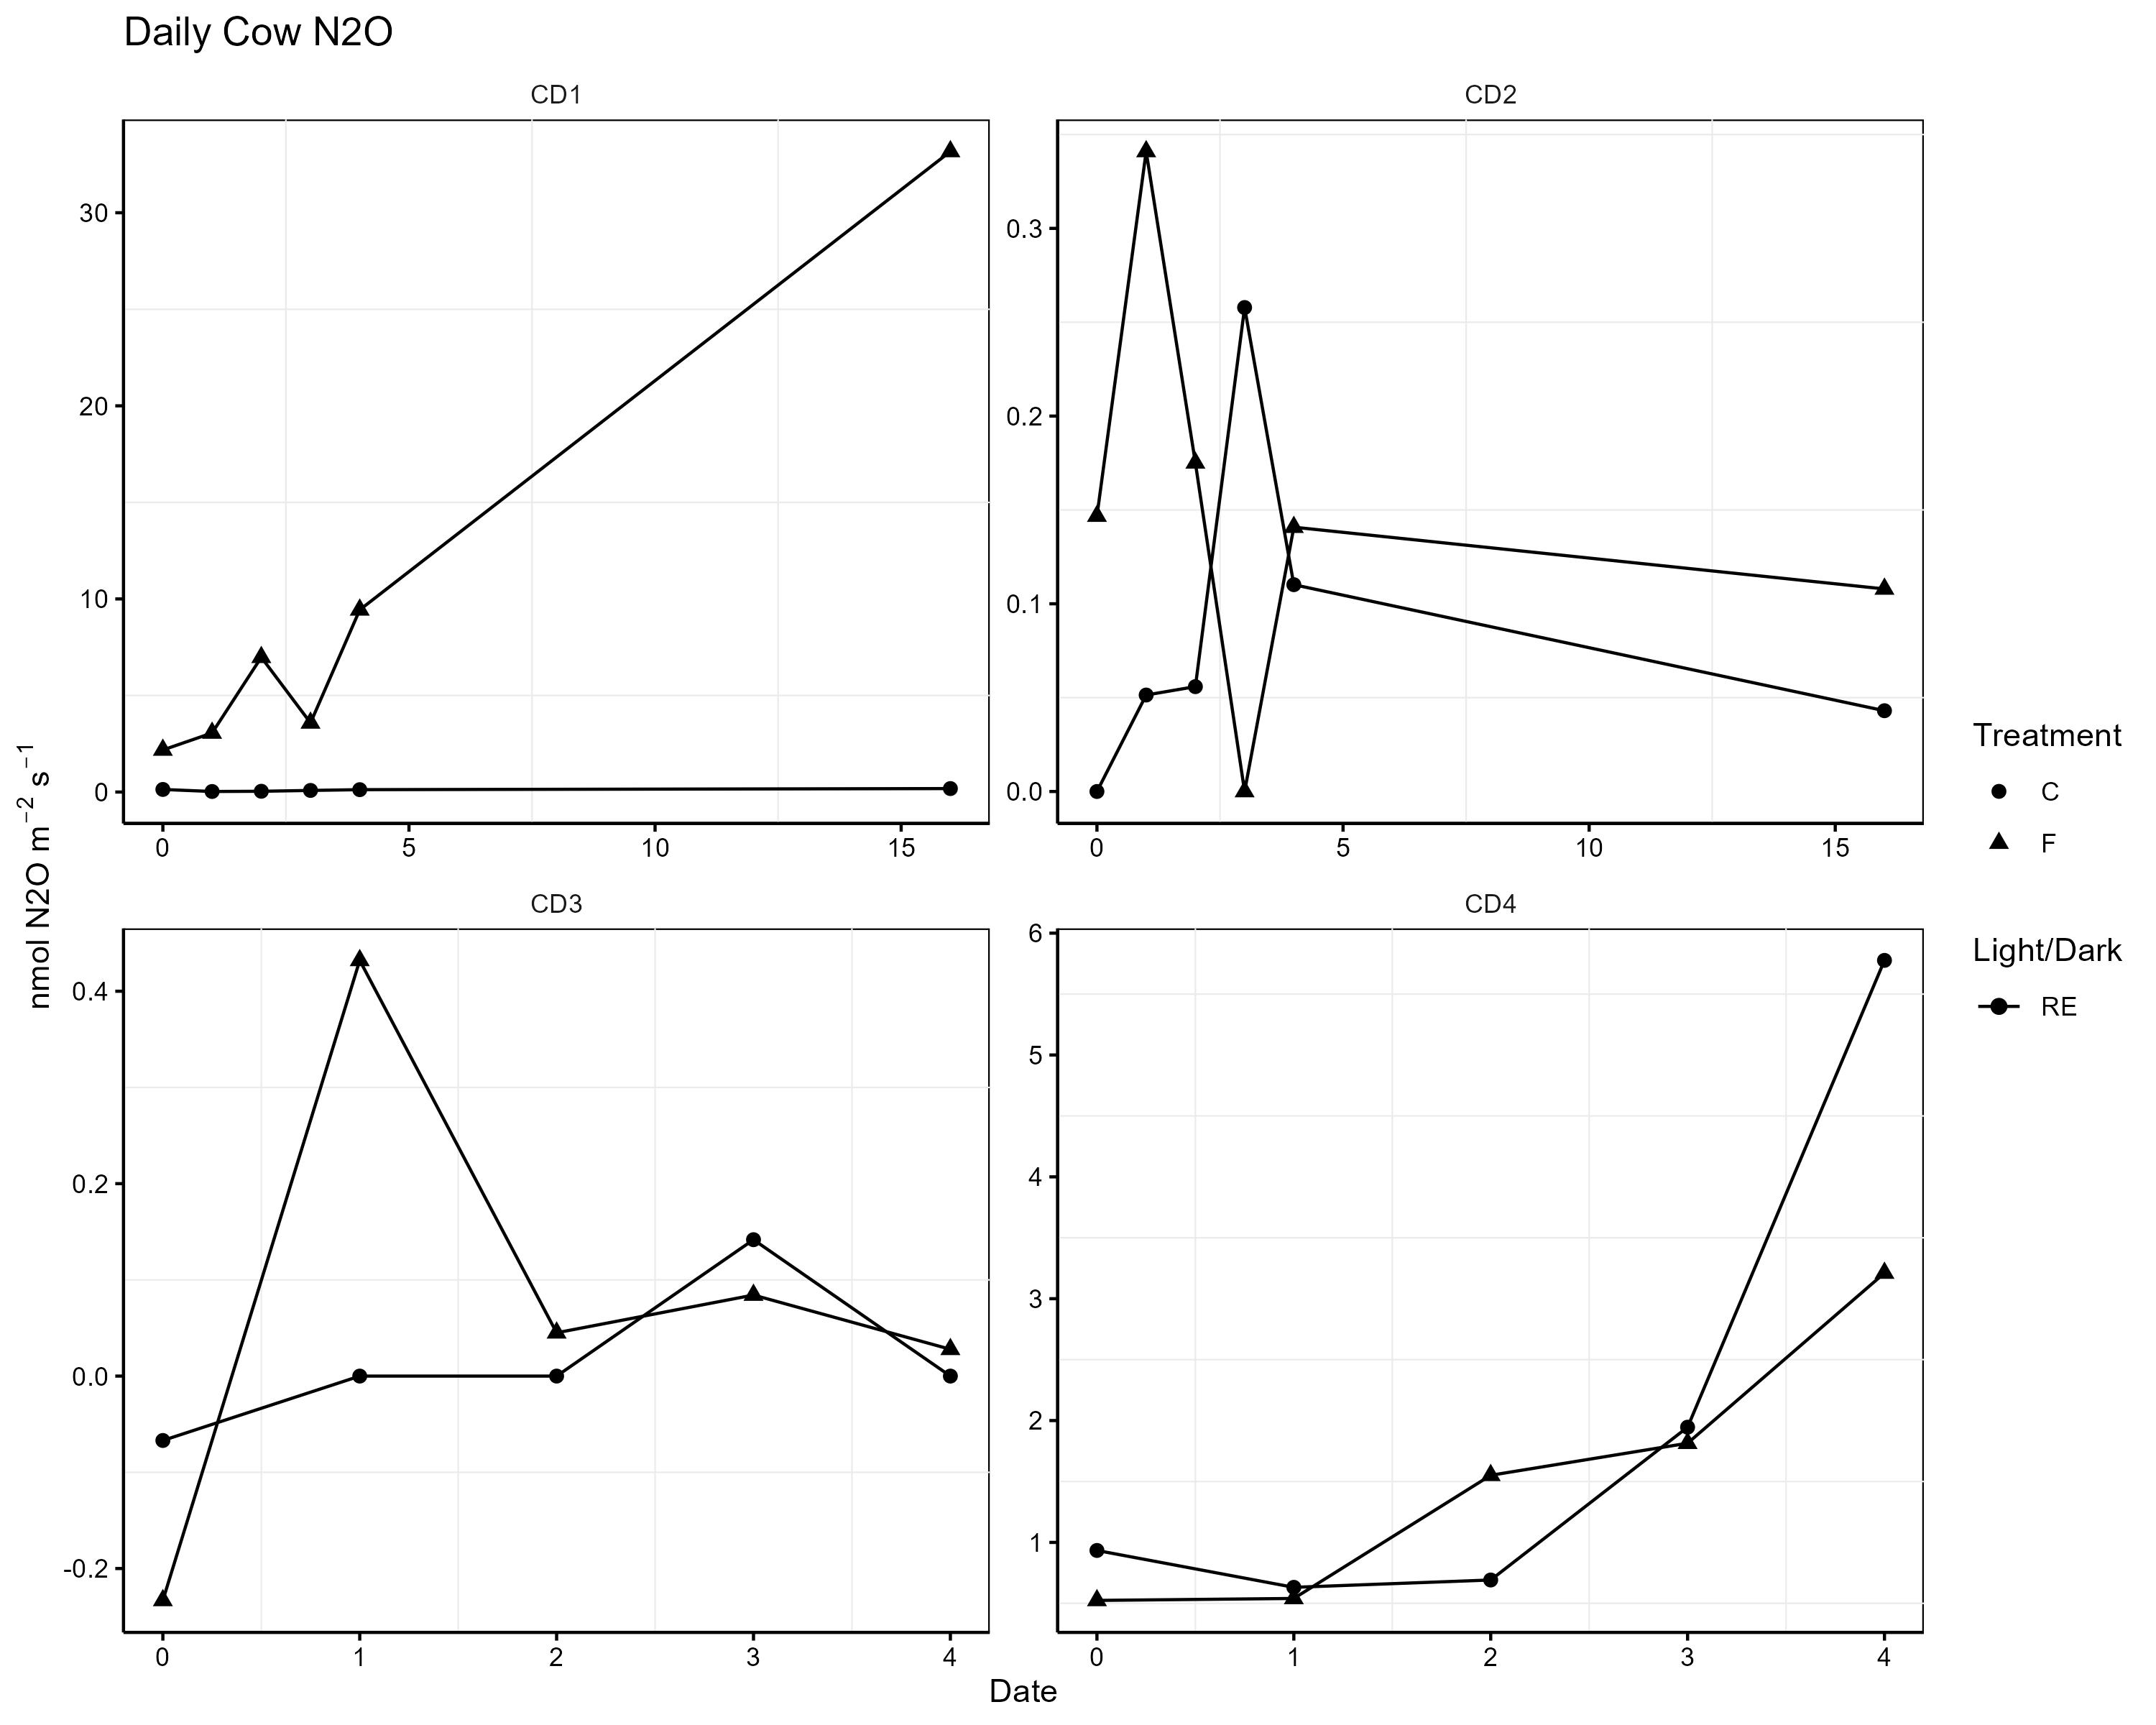 Daily Cow N2O
CD1
30
20
10
0
0 5 10 15
CD2
0.3
0.2
0.1
0.0
0 5 10 15
CD3
0.4
0.2
0.0
-0.2
0 1 2 3 4
CD4
6
5
4
3
2
1
0 1 2 3 4
nmol N2O m⁻² s⁻¹
Date
Treatment
C
F
Light/Dark
RE